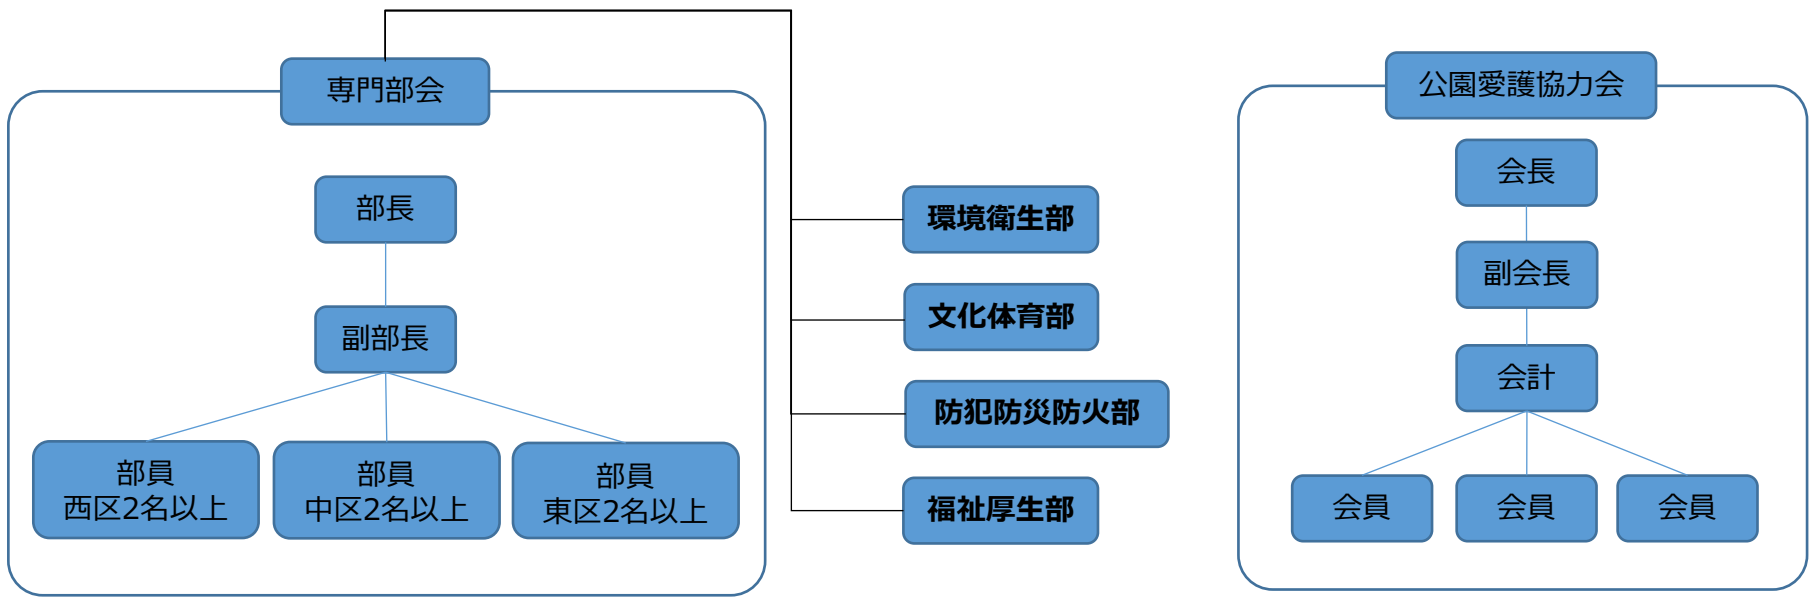 専門部会
部長
副部長
部員
西区2名以上
部員
中区2名以上
部員
東区2名以上
環境衛生部
文化体育部
防犯防災防火部
福祉厚生部
公園愛護協力会
会長
副会長
会計
会員
会員
会員